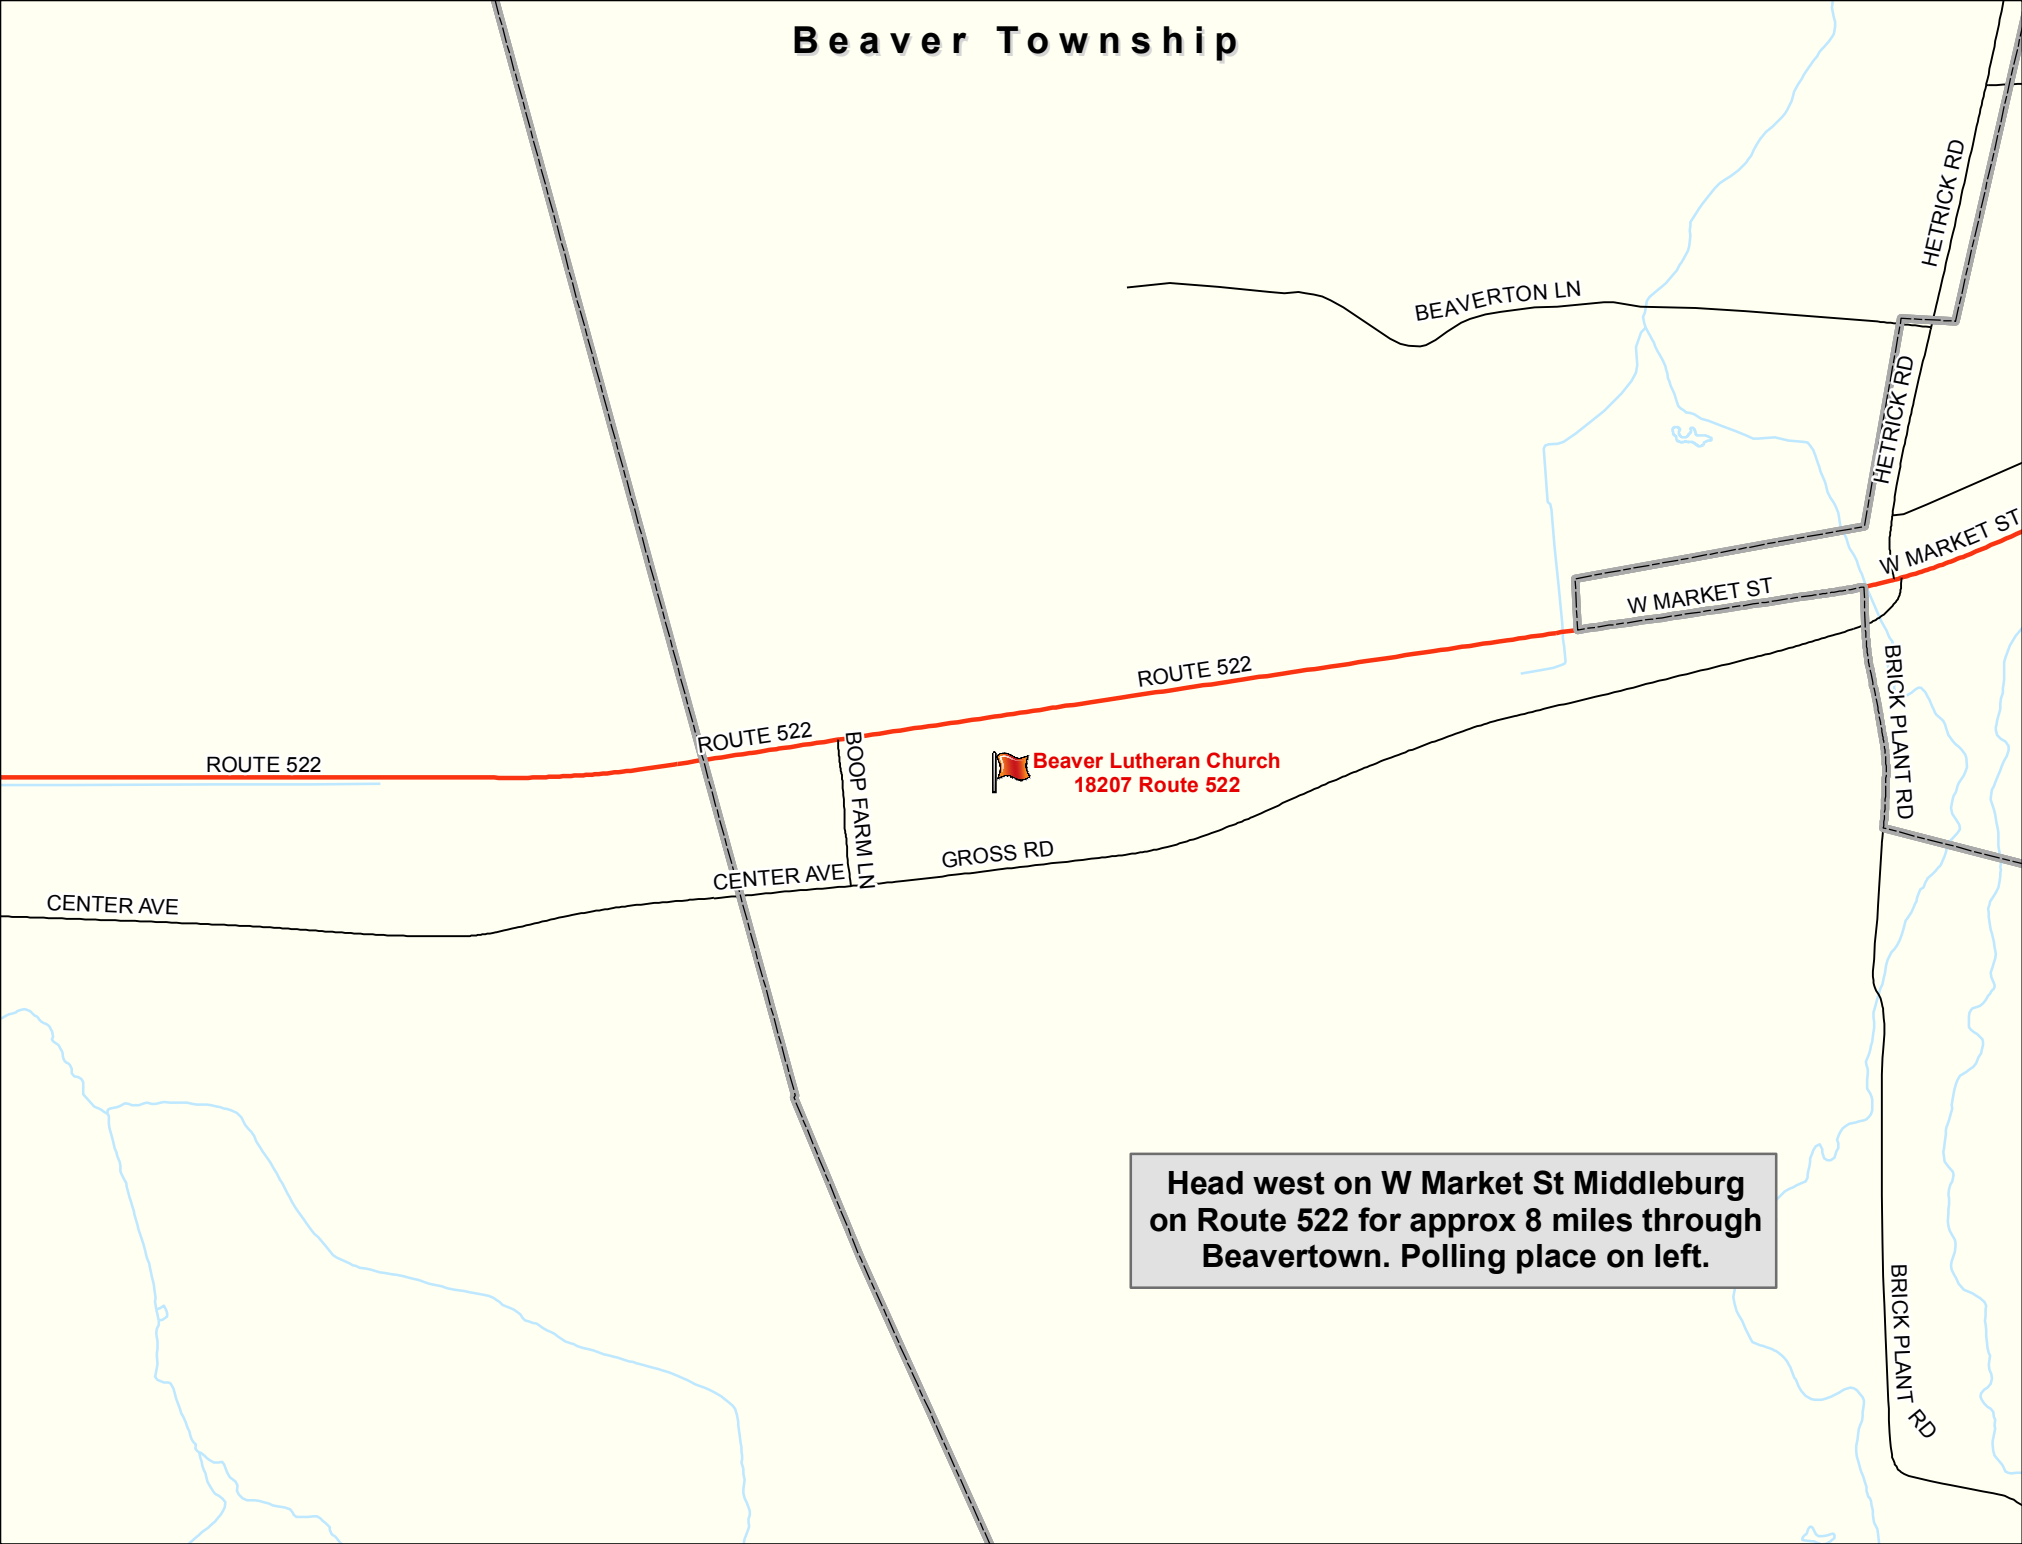 Beaver Township
HETRICK RD
BEAVERTON LN
HETRICK RD
W MARKET ST
W MARKET ST
ROUTE 522
BRICK PLANT RD
ROUTE 522
ROUTE 522
BOOP FARM LN
Beaver Lutheran Church
18207 Route 522
GROSS RD
CENTER AVE
CENTER AVE
Head west on W Market St Middleburg
on Route 522 for approx 8 miles through
Beavertown. Polling place on left.
BRICK PLANT RD